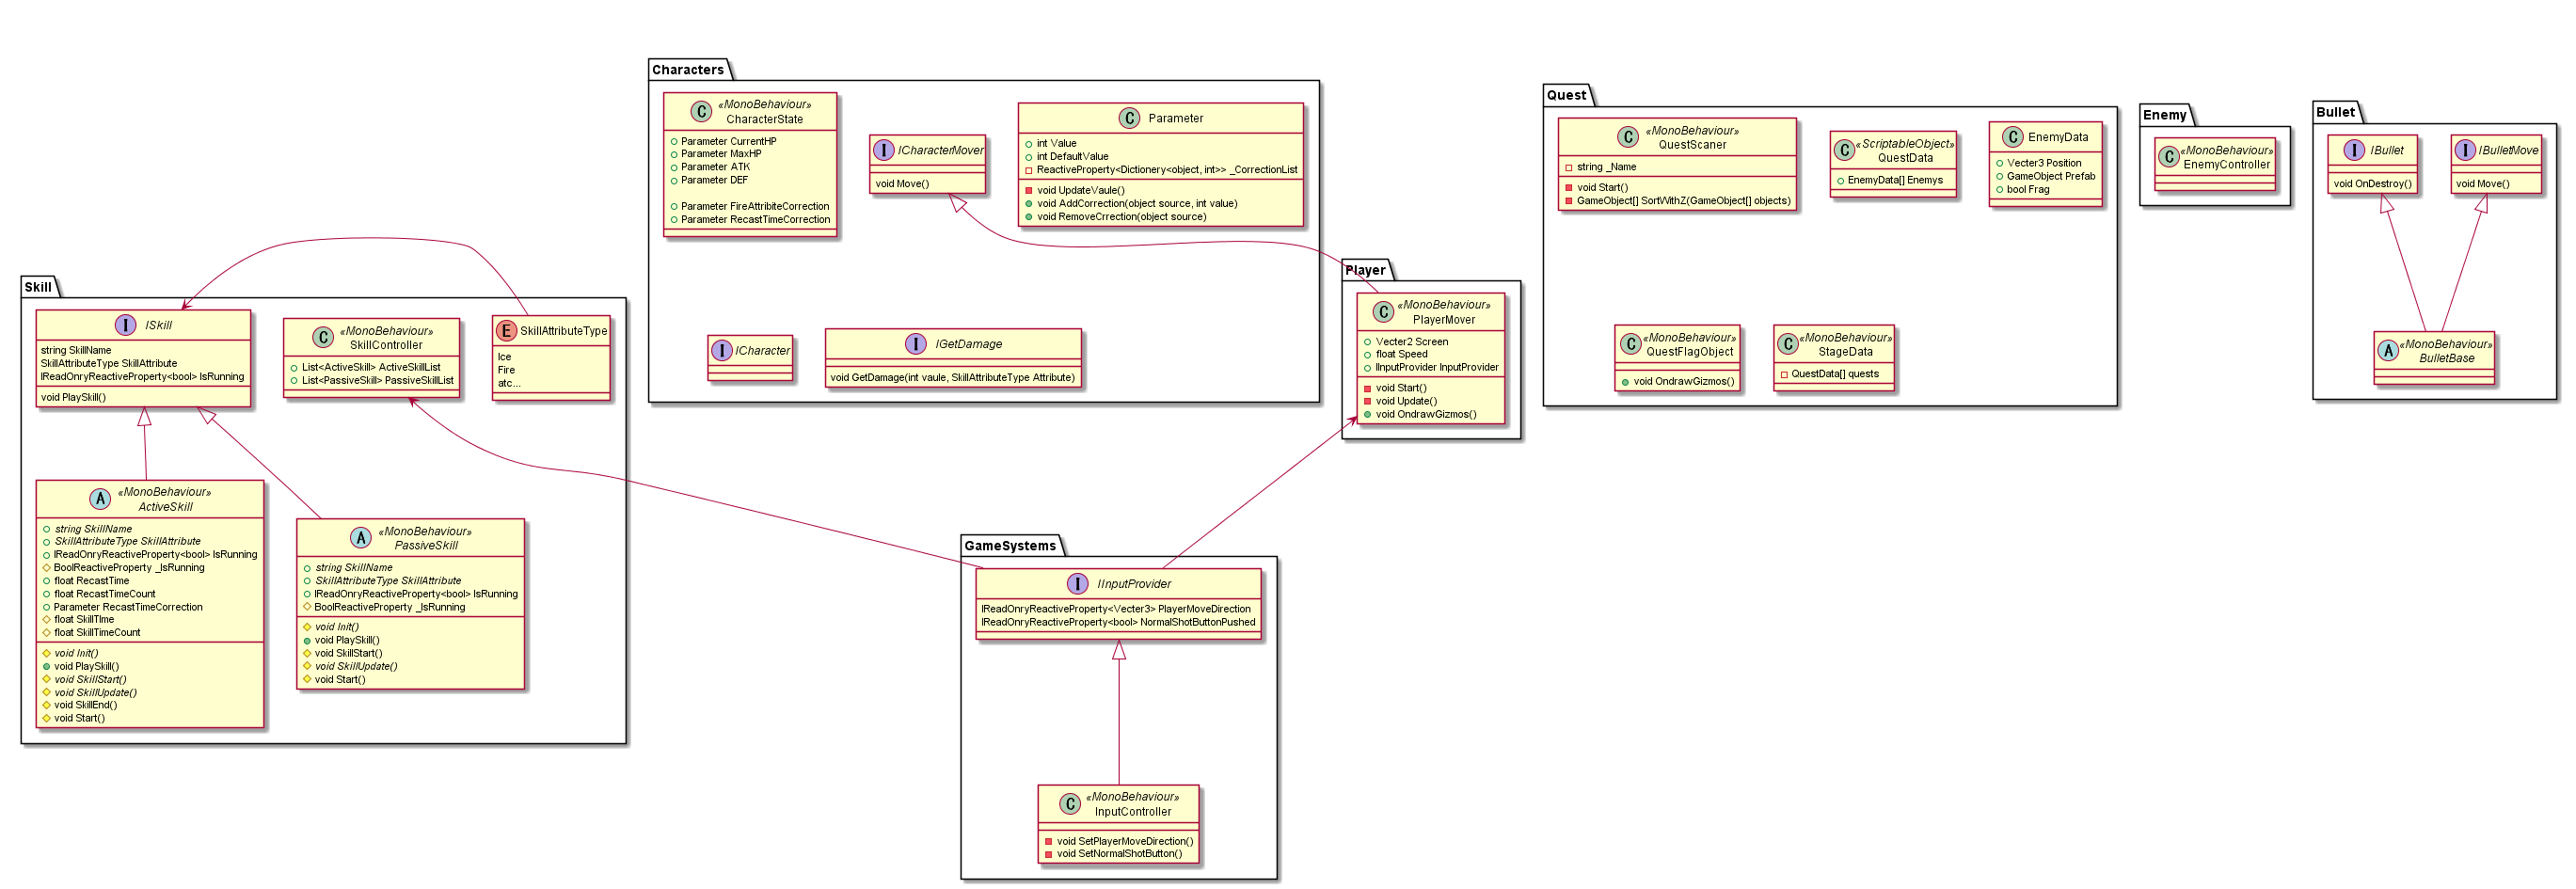 Characters
«MonoBehaviour»
CharacterState
Parameter CurrentHP
Parameter MaxHP
Parameter ATK
Parameter DEF
Parameter FireAttribiteCorrection
Parameter RecastTimeCorrection
I ICharacterMover
void Move()
C Parameter
int Value
int DefaultValue
ReactiveProperty<Dictionery<object, int>> _CorrectionList
void UpdateVaule()
void AddCorrection(object source, int value)
void RemoveCrrection(object source)
I ICharacter
I IGetDamage
void GetDamage(int vaule, SkillAttributeType Attribute)
Player
C «MonoBehaviour»
PlayerMover
Vecter2 Screen
float Speed
IInputProvider InputProvider
void Start()
void Update()
void OndrawGizmos()
Quest
C «MonoBehaviour»
QuestScaner
string _Name
void Start()
GameObject[] SortWithZ(GameObject[] objects)
C «ScriptableObject»
QuestData
EnemyData[] Enemys
C EnemyData
Vecter3 Position
GameObject Prefab
bool Frag
C «MonoBehaviour»
QuestFlagObject
void OndrawGizmos()
C «MonoBehaviour»
StageData
QuestData[] quests
Enemy
C «MonoBehaviour»
EnemyController
Bullet
I IBullet
void OnDestroy()
I IBulletMove
void Move()
A «MonoBehaviour»
BulletBase
Skill
I ISkill
string SkillName
SkillAttributeType SkillAttribute
IReadOnryReactiveProperty<bool> IsRunning
void PlaySkill()
C «MonoBehaviour»
SkillController
List<ActiveSkill> ActiveSkillList
List<PassiveSkill> PassiveSkillList
E SkillAttributeType
Ice
Fire
atc...
A «MonoBehaviour»
ActiveSkill
string SkillName
SkillAttributeType SkillAttribute
IReadOnryReactiveProperty<bool> IsRunning
BoolReactiveProperty _IsRunning
float RecastTime
float RecastTimeCount
Parameter RecastTimeCorrection
float SkillTIme
float SkillTimeCount
void Init()
void PlaySkill()
void SkillStart()
void SkillUpdate()
void SkillEnd()
void Start()
A «MonoBehaviour»
PassiveSkill
string SkillName
SkillAttributeType SkillAttribute
IReadOnryReactiveProperty<bool> IsRunning
BoolReactiveProperty _IsRunning
void Init()
void PlaySkill()
void SkillStart()
void SkillUpdate()
void Start()
GameSystems
I IInputProvider
IReadOnryReactiveProperty<Vecter3> PlayerMoveDirection
IReadOnryReactiveProperty<bool> NormalShotButtonPushed
C «MonoBehaviour»
InputController
void SetPlayerMoveDirection()
void SetNormalShotButton()